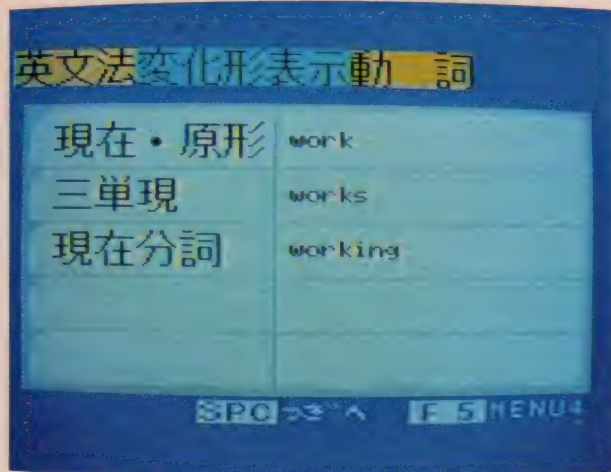 英文法変化形表示動 詞
現在・原形 work
三単現 works
現在分詞 working
SPC つぎへ F 5 MENU4